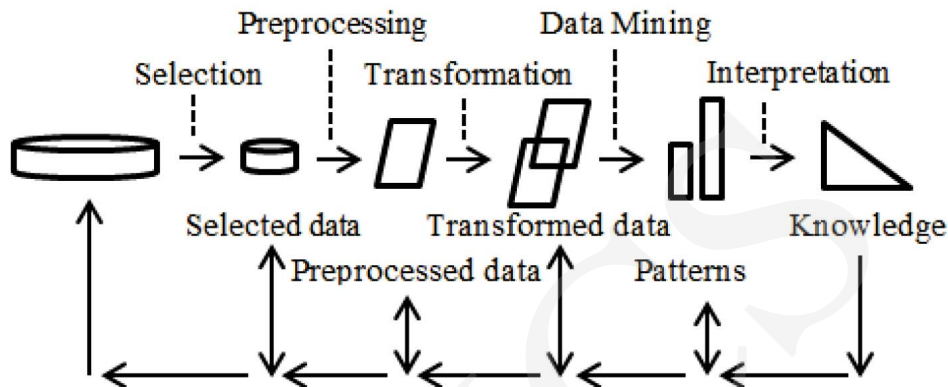 Preprocessing
Data Mining
Selection
Transformation
Interpretation
Selected data
Transformed data
Knowledge
Preprocessed data
Patterns